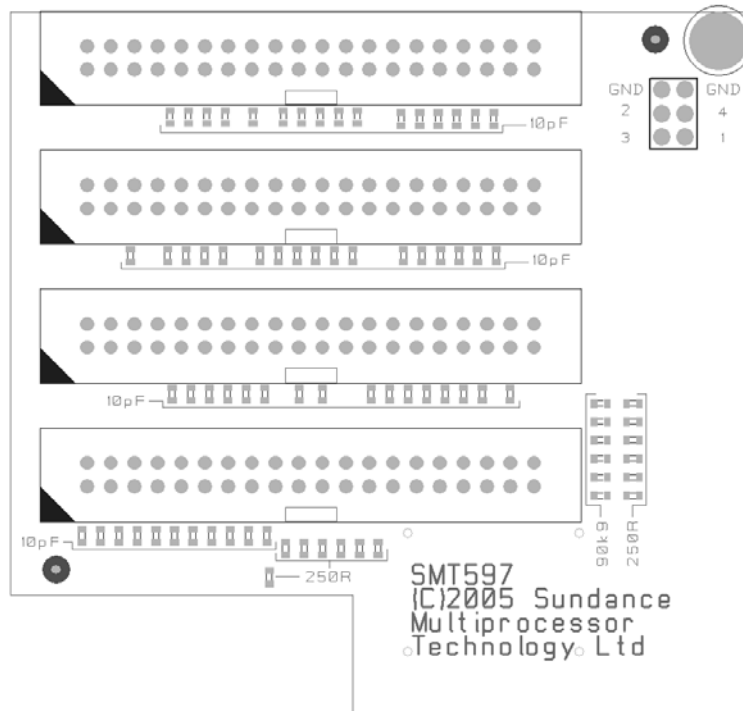 GND GND
2 4
3 1
10pF
10pF
10pF
10pF
250R
90k9
250R
SMT597
(C)2005 Sundance
Multiprocessor
Technology Ltd